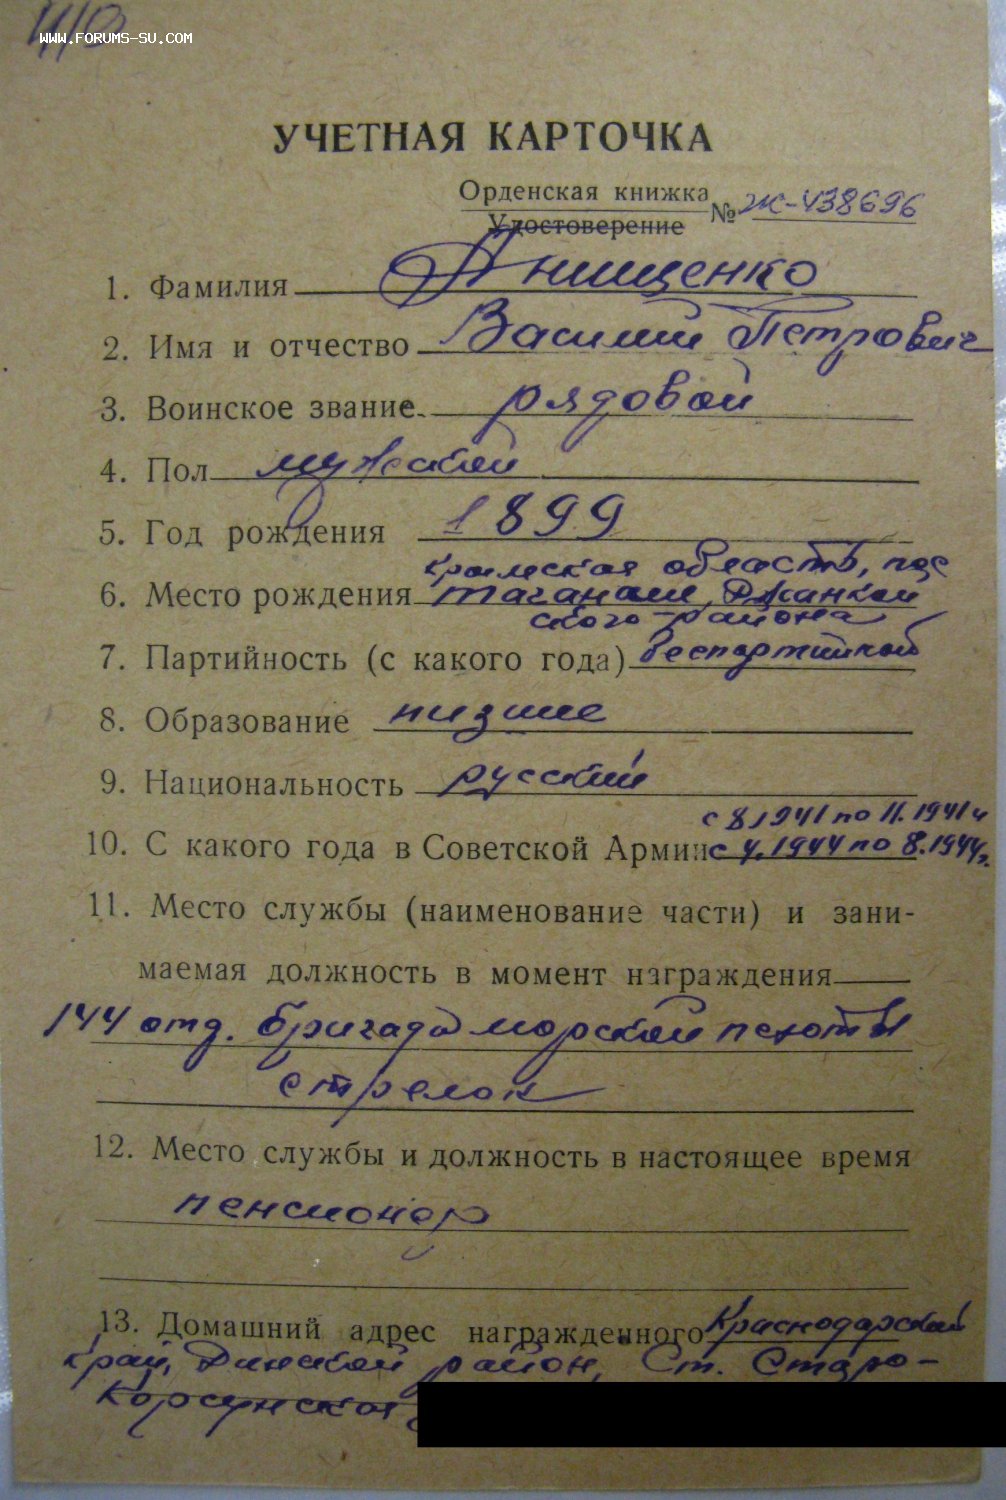 WWW.FORUMS-SU.COM
УЧЕТНАЯ КАРТОЧКА
Орденская книжка
Удостоверение № Ж-438696
1. Фамилия Анищенко
2. Имя и отчество Василий Петрович
3. Воинское звание рядовой
4. Пол мужской
5. Год рождения 1899
Крымская область, пос
6. Место рождения Таганаш, Джанкой
ского района
7. Партийность (с какого года) беспартийный
8. Образование низшее
9. Национальность русский
с 8.1941 по 11.1941 и
10. С какого года в Советской Армии с 4.1944 по 8.1944г.
11. Место службы (наименование части) и зани-
маемая должность в момент награждения
144 отд. бригада морской пехоты
стрелок
12. Место службы и должность в настоящее время
пенсионер
13. Домашний адрес награжденного Краснодарский
край, Динской район, ст. Старо-
Корсунская